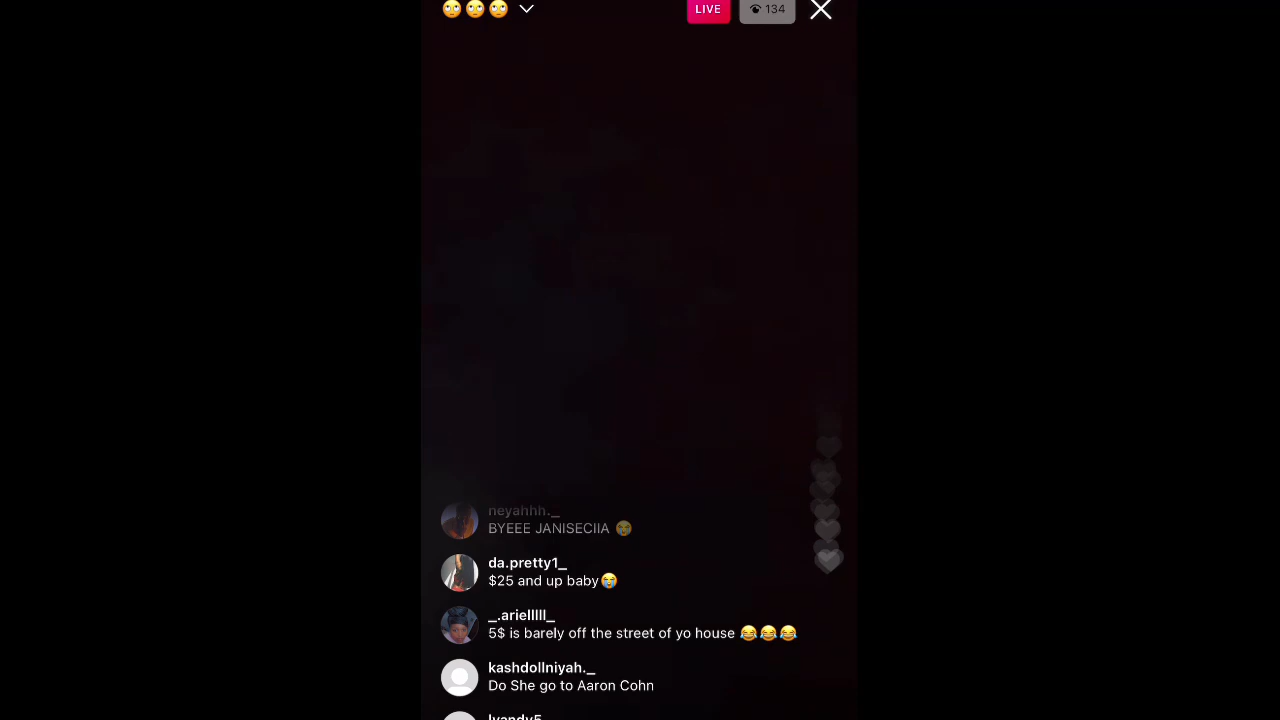 🙄🙄🙄
LIVE
134
neyahhh._
BYEEE JANISECIIA 😭
da.pretty1_
$25 and up baby😭
_.arielllll_
5$ is barely off the street of yo house 😂😂😂
kashdollniyah._
Do She go to Aaron Cohn